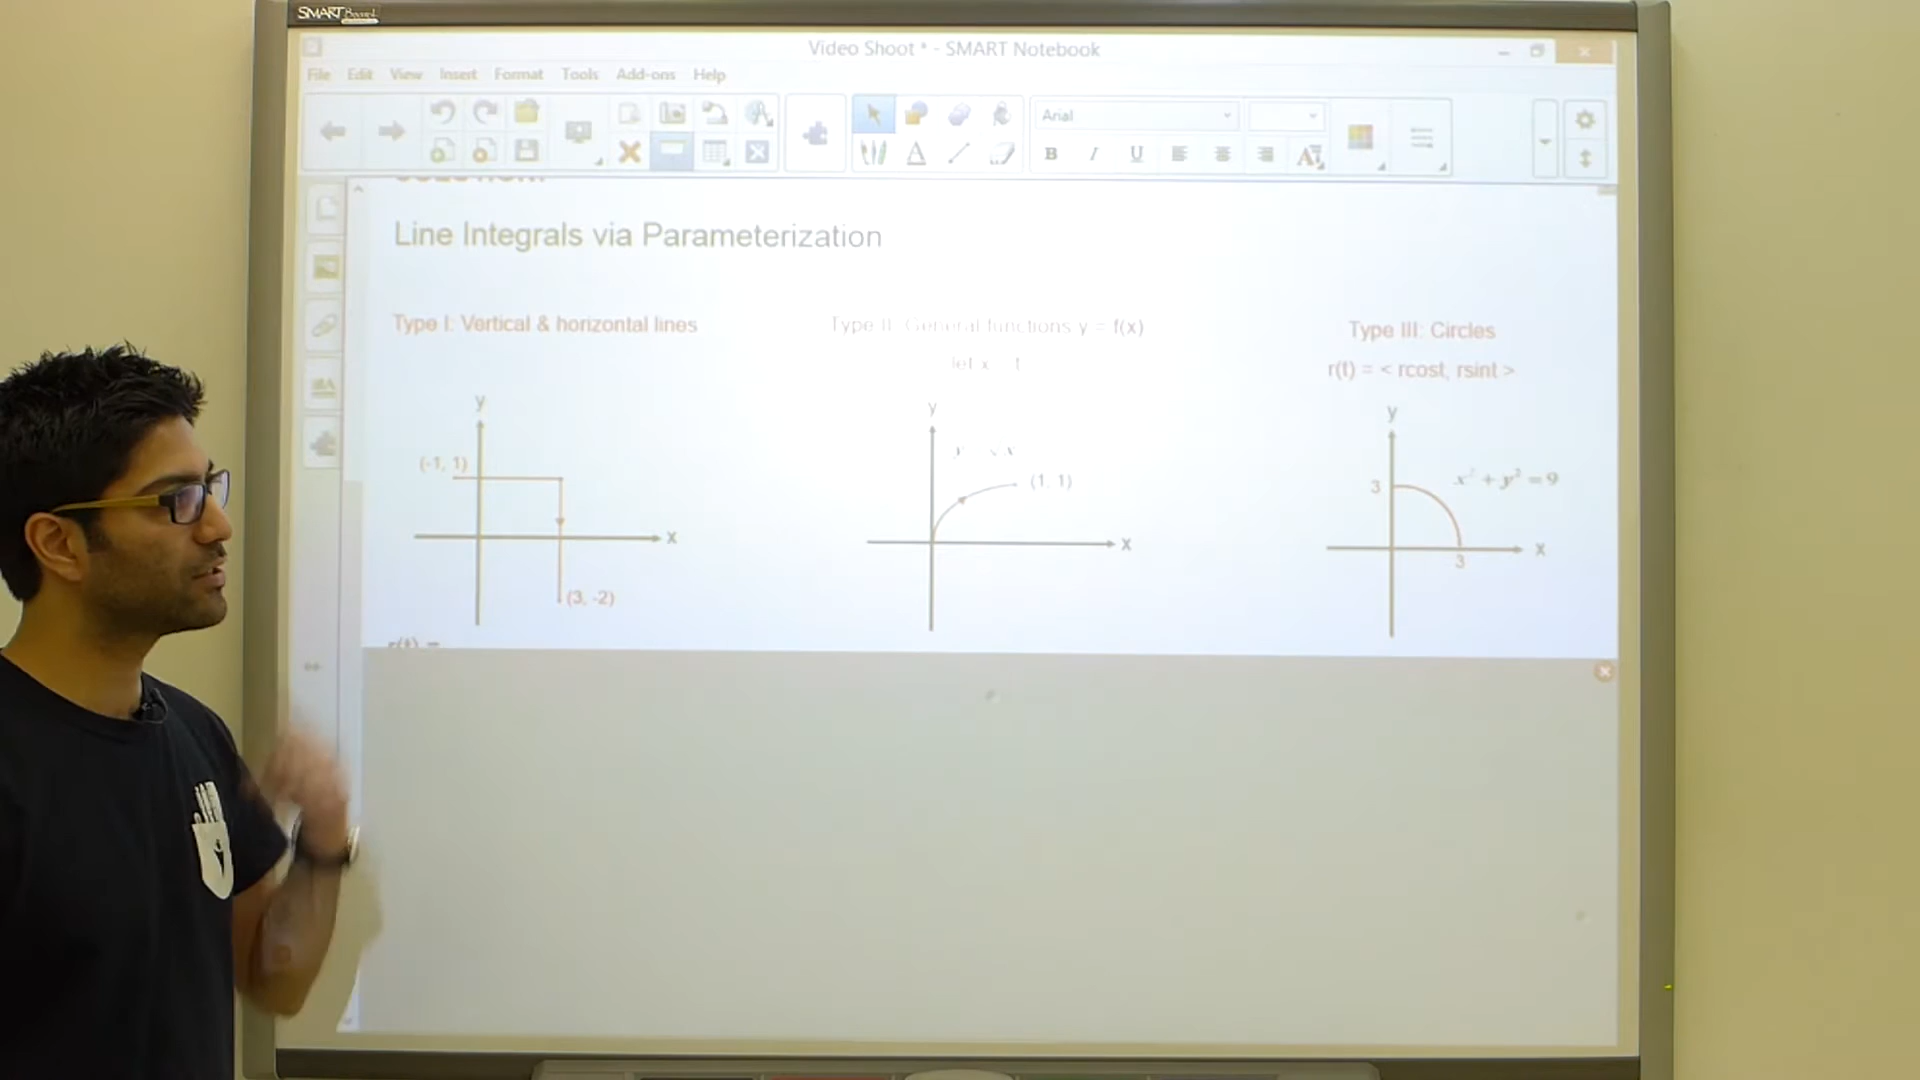 SMART Board
Video Shoot * - SMART Notebook
File Edit View Insert Format Tools Add-ons Help
Arial
B I U
Line Integrals via Parameterization
Type I: Vertical & horizontal lines
Type II: General functions y = f(x)
let x = t
Type III: Circles
r(t) = < rcost, rsint >
y
(-1, 1)
x
(3, -2)
r(t) =
y
y = √x
(1, 1)
x
y
3
x² + y² = 9
x
3